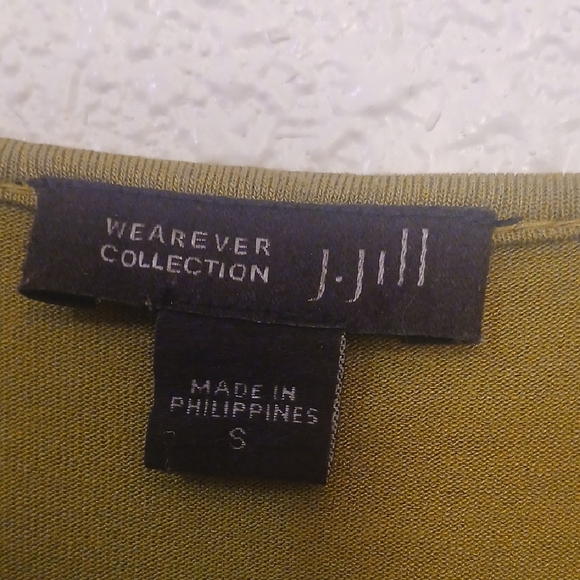 WEAREVER
COLLECTION
J.Jill
MADE IN
PHILIPPINES
S